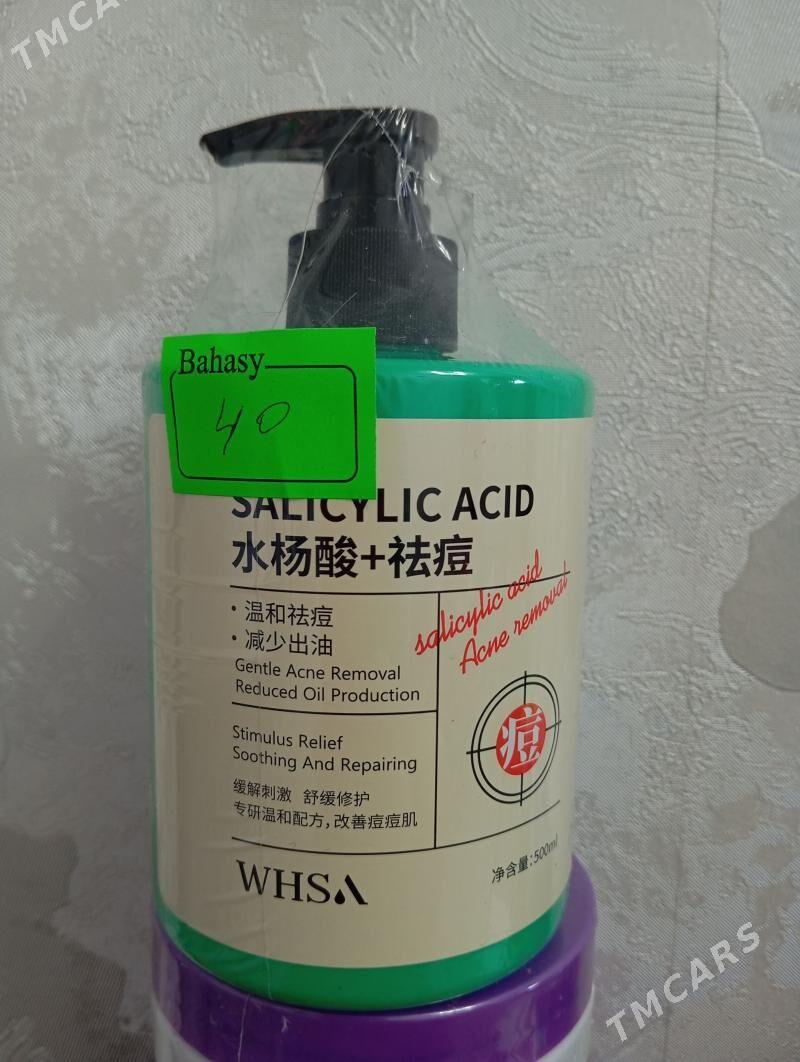 TMCARS
Bahasy
40
SALICYLIC ACID
水杨酸+祛痘
· 温和祛痘
· 减少出油
Gentle Acne Removal
Reduced Oil Production
salicylic acid
Acne removal
痘
Stimulus Relief
Soothing And Repairing
缓解刺激 舒缓修护
专研温和配方,改善痘痘肌
WHSA
净含量:500ml
TMCARS